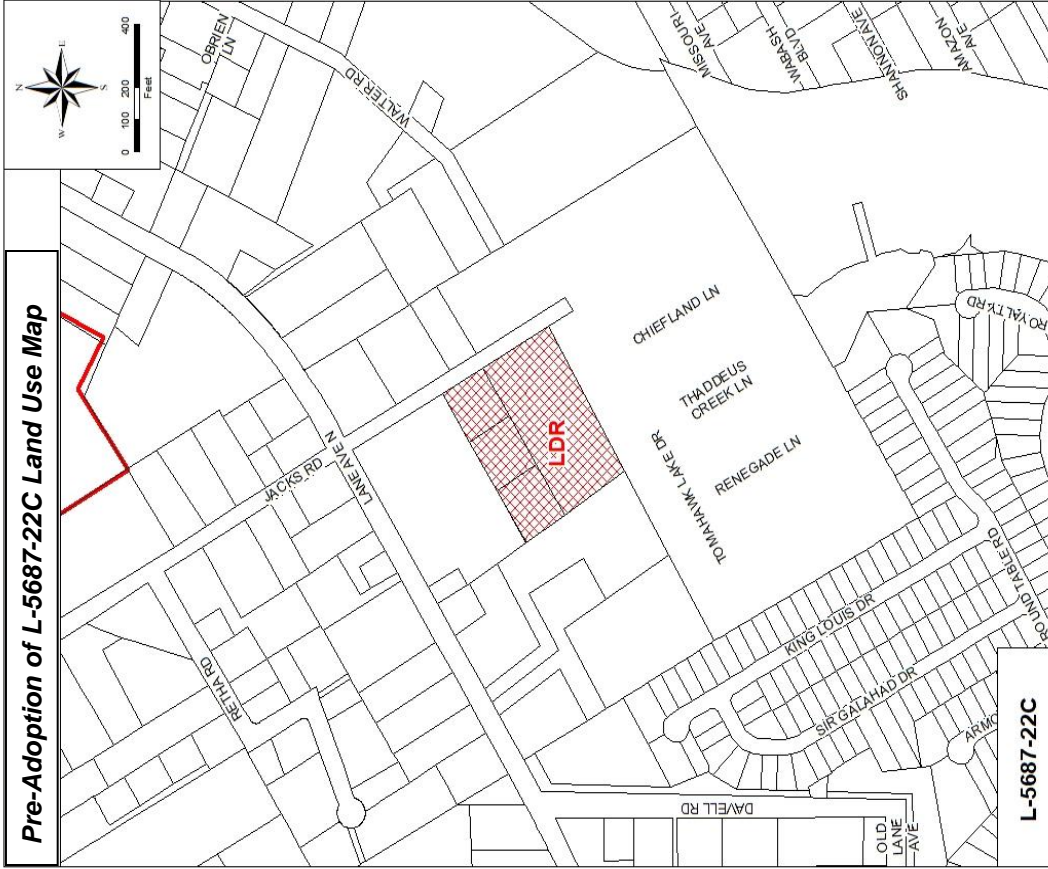 Pre-Adoption of L-5687-22C Land Use Map
N
W
E
S
0
100
200
400
Feet
OBRIEN
LN
WALTER RD
MISSOURI
AVE
WABASH
BLVD
SHANNON AVE
AMAZON
AVE
JACKS RD
LANE AVE N
RETHA RD
LDR
CHIEFLAND LN
THADDEUS
CREEK LN
TOMAHAWK LAKE DR
RENEGADE LN
ROYALTY RD
KING LOUIS DR
SIR GALAHAD DR
ROUND TABLE RD
DAVELL RD
OLD
LANE
AVE
ARMO
L-5687-22C